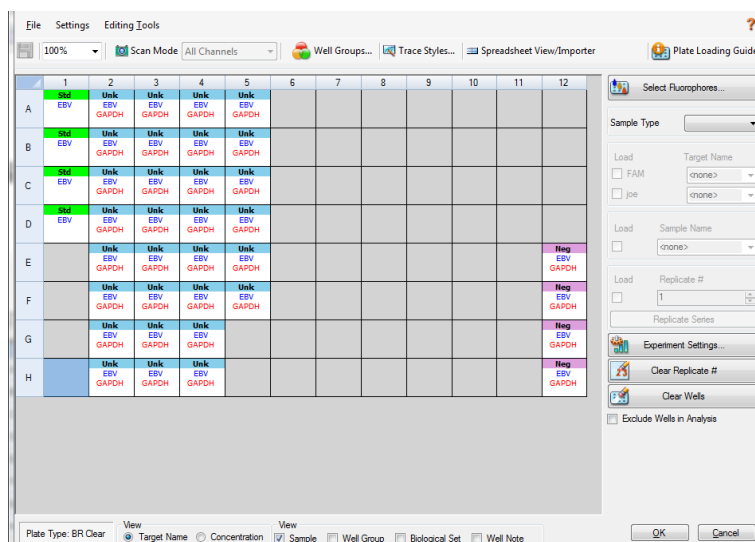 File Settings Editing Tools ?
100% Scan Mode All Channels Well Groups... Trace Styles... Spreadsheet View/Importer Plate Loading Guide
1 2 3 4 5 6 7 8 9 10 11 12
A Std Unk Unk Unk Unk
EBV EBV EBV EBV EBV
GAPDH GAPDH GAPDH GAPDH
B Std Unk Unk Unk Unk
EBV EBV EBV EBV EBV
GAPDH GAPDH GAPDH GAPDH
C Std Unk Unk Unk Unk
EBV EBV EBV EBV EBV
GAPDH GAPDH GAPDH GAPDH
D Std Unk Unk Unk Unk
EBV EBV EBV EBV EBV
GAPDH GAPDH GAPDH GAPDH
E Unk Unk Unk Unk Neg
EBV EBV EBV EBV EBV
GAPDH GAPDH GAPDH GAPDH GAPDH
F Unk Unk Unk Unk Neg
EBV EBV EBV EBV EBV
GAPDH GAPDH GAPDH GAPDH GAPDH
G Unk Unk Unk Neg
EBV EBV EBV EBV
GAPDH GAPDH GAPDH GAPDH
H Unk Unk Unk Neg
EBV EBV EBV EBV
GAPDH GAPDH GAPDH GAPDH
Select Fluorophores...
Sample Type
Load Target Name
FAM <none>
joe <none>
Load Sample Name
<none>
Load Replicate #
1
Replicate Series
Experiment Settings...
Clear Replicate #
Clear Wells
Exclude Wells in Analysis
Plate Type: BR Clear
View
Target Name Concentration
View
Sample Well Group Biological Set Well Note
OK Cancel